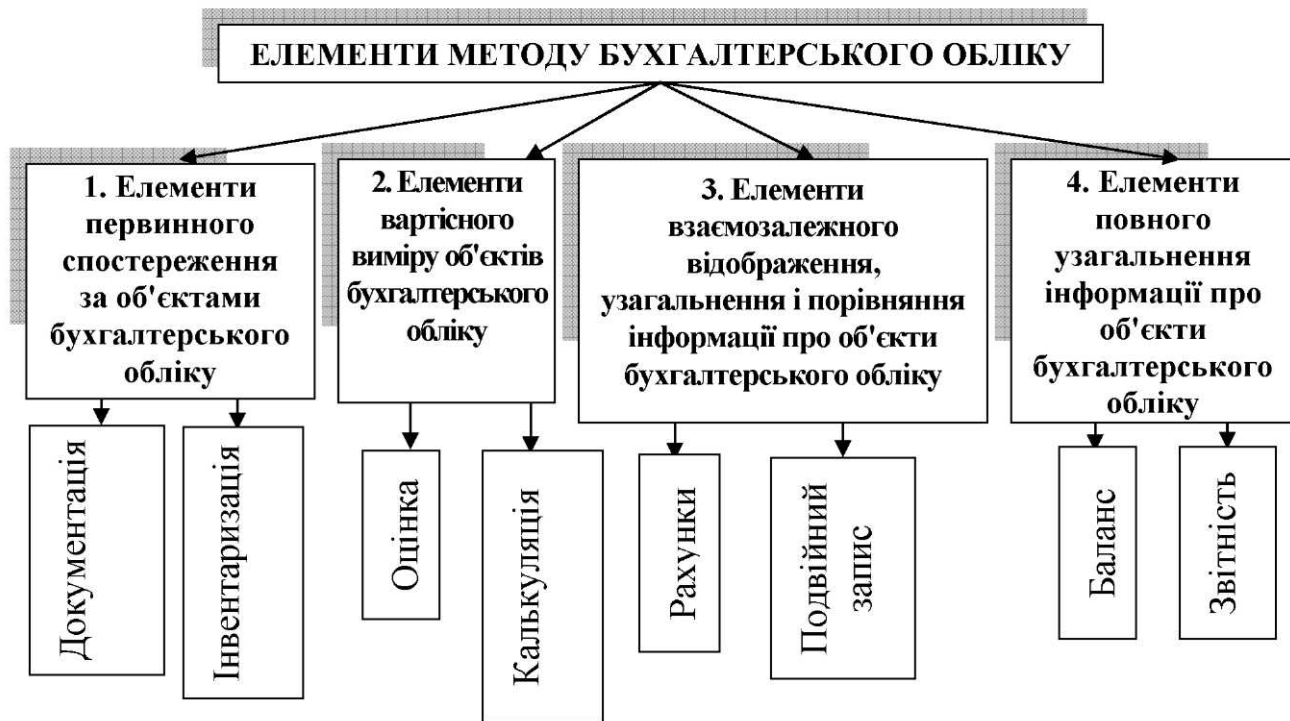 ЕЛЕМЕНТИ МЕТОДУ БУХГАЛТЕРСЬКОГО ОБЛІКУ
1. Елементи
первинного
спостереження
за об'єктами
бухгалтерського
обліку
2. Елементи
вартісного
виміру об'єктів
бухгалтерського
обліку
3. Елементи
взаємозалежного
відображення,
узагальнення і порівняння
інформації про об'єкти
бухгалтерського обліку
4. Елементи
повного
узагальнення
інформації про
об'єкти
бухгалтерського
обліку
Документація
Інвентаризація
Оцінка
Калькуляція
Рахунки
Подвійний
запис
Баланс
Звітність